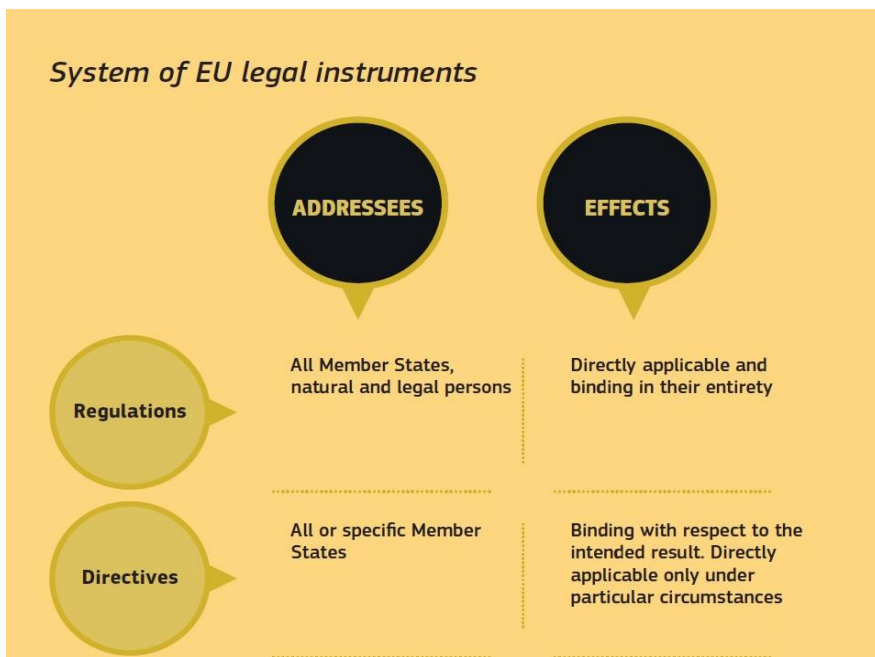 System of EU legal instruments
ADDRESSEES
EFFECTS
Regulations
All Member States,
natural and legal persons
Directly applicable and
binding in their entirety
Directives
All or specific Member
States
Binding with respect to the
intended result. Directly
applicable only under
particular circumstances